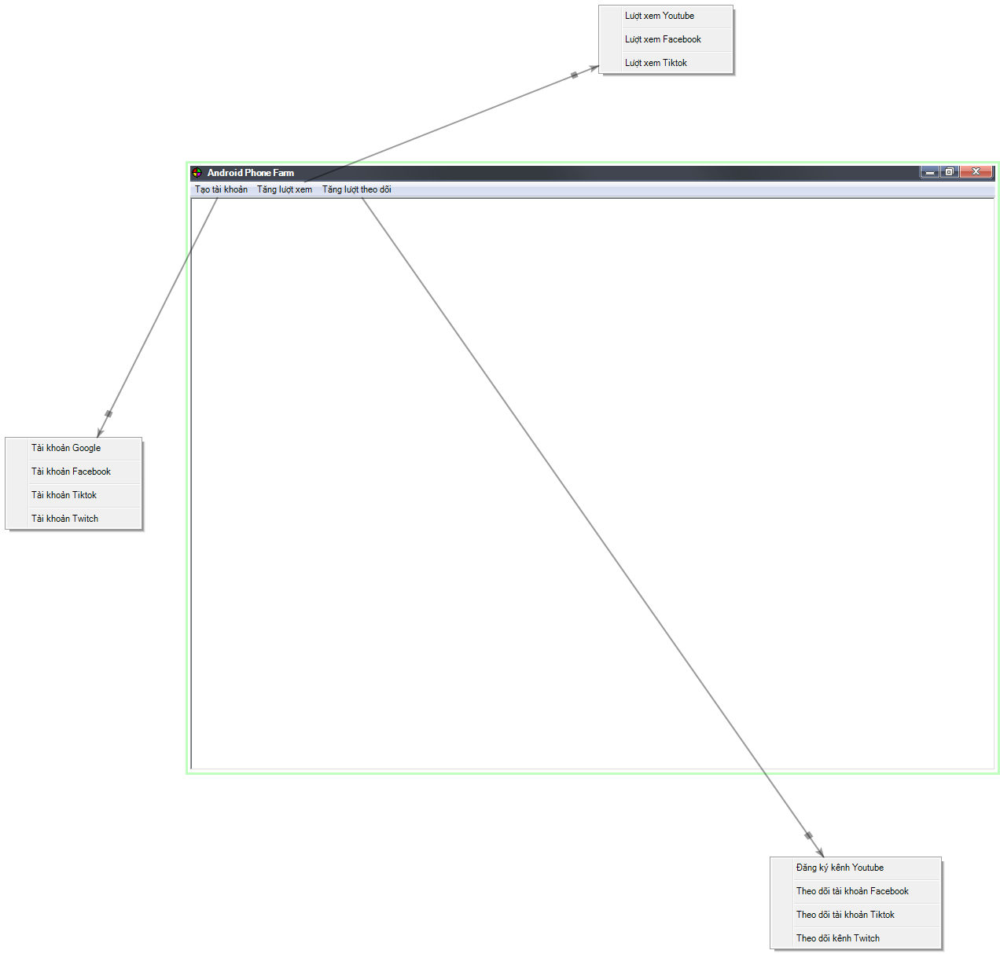 Lượt xem Youtube
Lượt xem Facebook
Lượt xem Tiktok
Android Phone Farm
Tạo tài khoản Tăng lượt xem Tăng lượt theo dõi
Tài khoản Google
Tài khoản Facebook
Tài khoản Tiktok
Tài khoản Twitch
Đăng ký kênh Youtube
Theo dõi tài khoản Facebook
Theo dõi tài khoản Tiktok
Theo dõi kênh Twitch